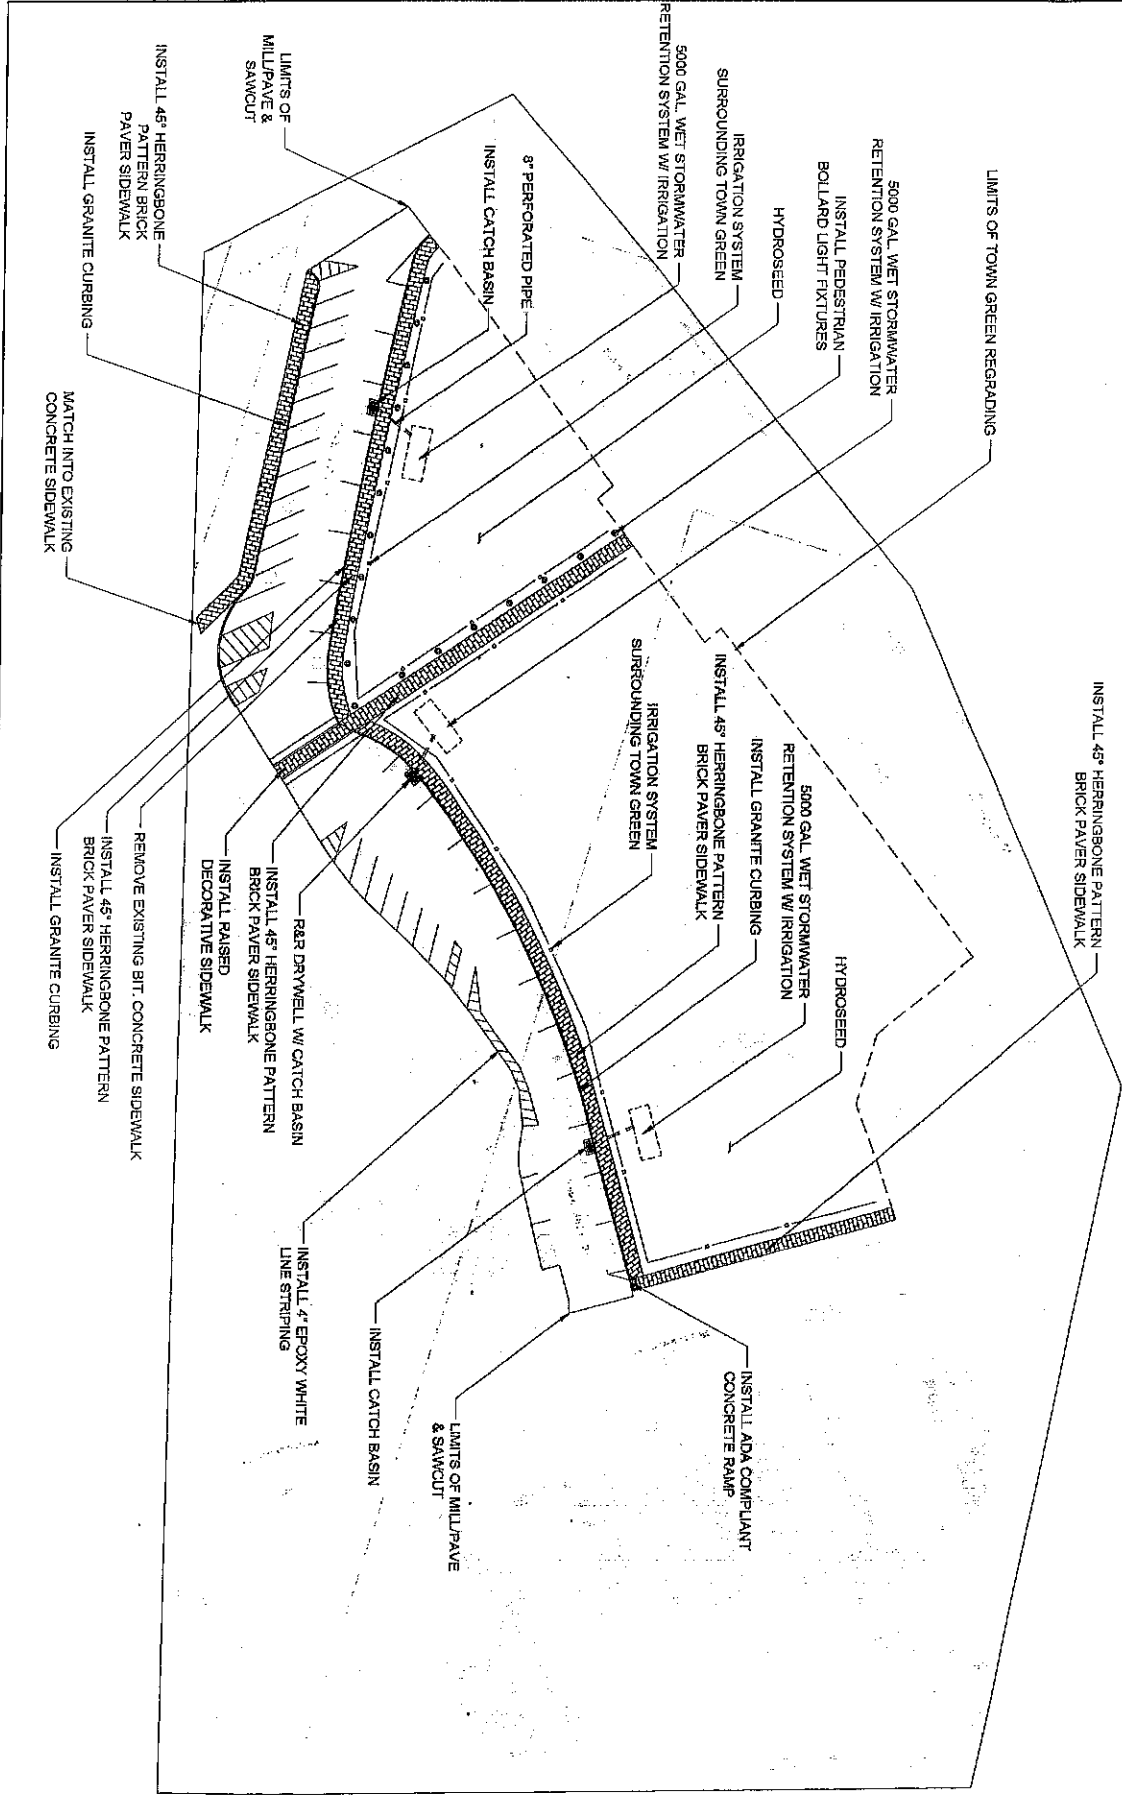 INSTALL 45° HERRINGBONE PATTERN
BRICK PAVER SIDEWALK
LIMITS OF TOWN GREEN REGRADING
5000 GAL. WET STORMWATER
RETENTION SYSTEM W/ IRRIGATION
INSTALL PEDESTRIAN
BOLLARD LIGHT FIXTURES
HYDROSEED
IRRIGATION SYSTEM
SURROUNDING TOWN GREEN
5000 GAL. WET STORMWATER
RETENTION SYSTEM W/ IRRIGATION
8" PERFORATED PIPE
INSTALL CATCH BASIN
LIMITS OF
MILL/PAVE &
SAWCUT
INSTALL 45° HERRINGBONE
PATTERN BRICK
PAVER SIDEWALK
INSTALL GRANITE CURBING
MATCH INTO EXISTING
CONCRETE SIDEWALK
HYDROSEED
5000 GAL. WET STORMWATER
RETENTION SYSTEM W/ IRRIGATION
INSTALL GRANITE CURBING
INSTALL 45° HERRINGBONE PATTERN
BRICK PAVER SIDEWALK
IRRIGATION SYSTEM
SURROUNDING TOWN GREEN
INSTALL ADA COMPLIANT
CONCRETE RAMP
LIMITS OF MILL/PAVE
& SAWCUT
INSTALL CATCH BASIN
INSTALL 4" EPOXY WHITE
LINE STRIPING
R&R DRYWELL W/ CATCH BASIN
INSTALL 45° HERRINGBONE PATTERN
BRICK PAVER SIDEWALK
INSTALL RAISED
DECORATIVE SIDEWALK
REMOVE EXISTING BIT. CONCRETE SIDEWALK
INSTALL 45° HERRINGBONE PATTERN
BRICK PAVER SIDEWALK
INSTALL GRANITE CURBING